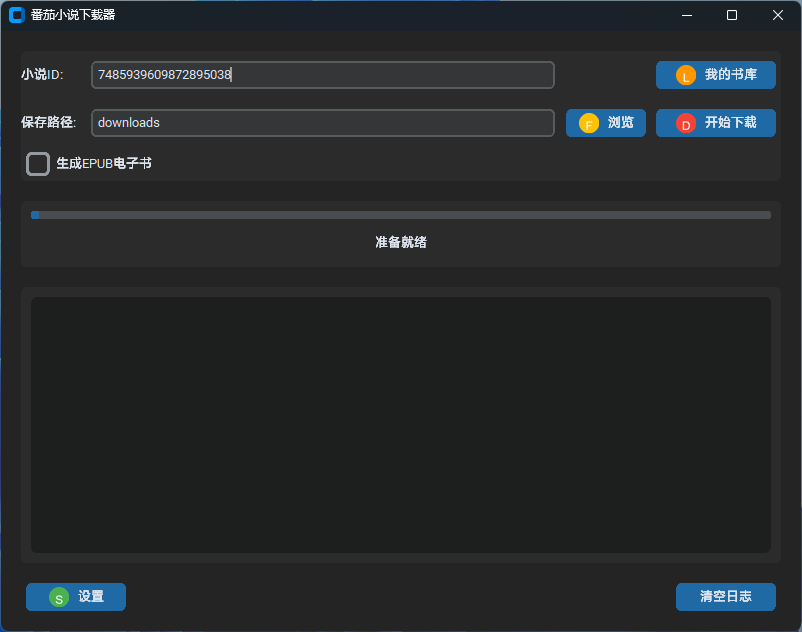 番茄小说下载器
小说ID: 7485939609872895038 L 我的书库
保存路径: downloads F 浏览 D 开始下载
生成EPUB电子书
准备就绪
S 设置 清空日志